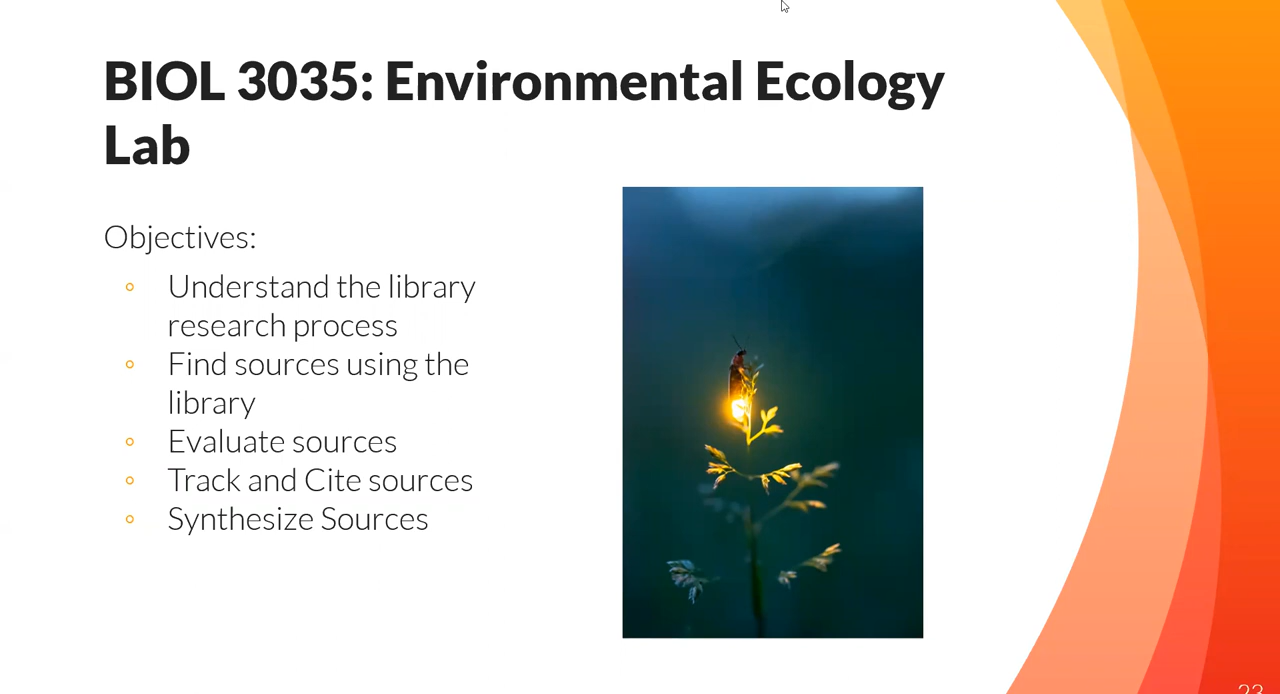 BIOL 3035: Environmental Ecology
Lab
Objectives:
Understand the library
research process
Find sources using the
library
Evaluate sources
Track and Cite sources
Synthesize Sources
23